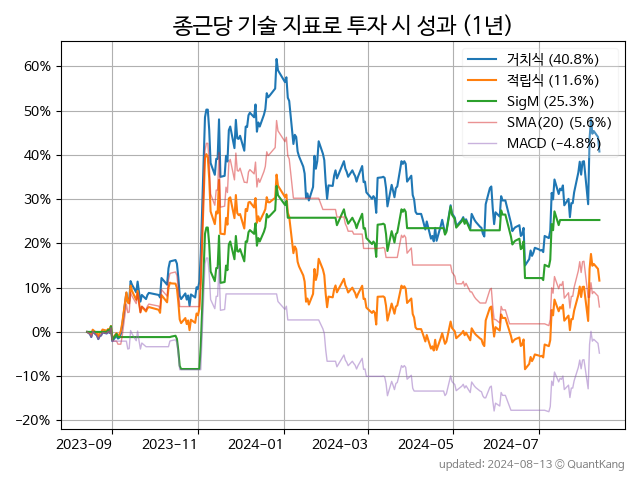 종근당 기술 지표로 투자 시 성과 (1년)
60%
50%
40%
30%
20%
10%
0%
−10%
−20%
거치식 (40.8%)
적립식 (11.6%)
SigM (25.3%)
SMA(20) (5.6%)
MACD (−4.8%)
2023-09
2023-11
2024-01
2024-03
2024-05
2024-07
updated: 2024-08-13 © QuantKang